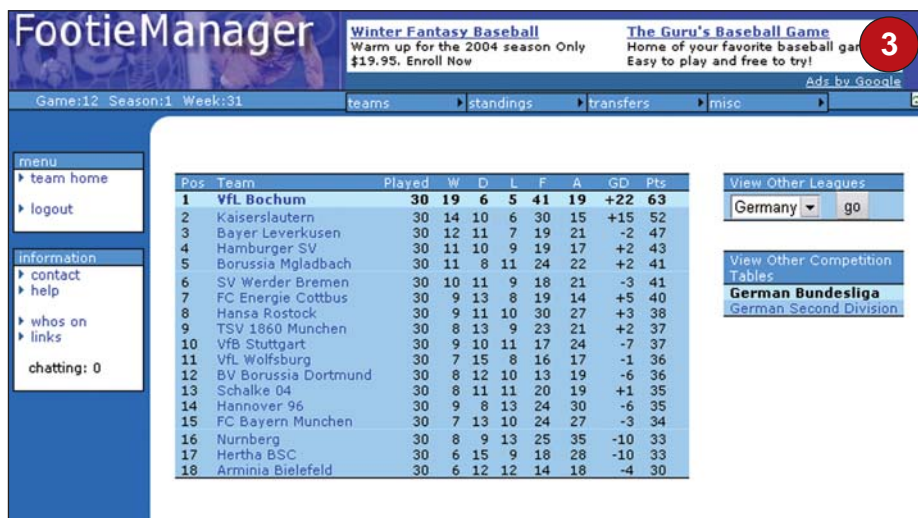 FootieManager
Winter Fantasy Baseball
Warm up for the 2004 season Only
$19.95. Enroll Now
The Guru's Baseball Game
Home of your favorite baseball gam
Easy to play and free to try!
3
Ads by Google
Game:12 Season:1 Week:31
teams standings transfers misc
menu
team home
logout
information
contact
help
whos on
links
chatting: 0
Pos Team Played W D L F A GD Pts
1 VfL Bochum 30 19 6 5 41 19 +22 63
2 Kaiserslautern 30 14 10 6 30 15 +15 52
3 Bayer Leverkusen 30 12 11 7 19 21 -2 47
4 Hamburger SV 30 11 10 9 19 17 +2 43
5 Borussia Mgladbach 30 11 8 11 24 22 +2 41
6 SV Werder Bremen 30 10 11 9 18 21 -3 41
7 FC Energie Cottbus 30 9 13 8 19 14 +5 40
8 Hansa Rostock 30 9 11 10 30 27 +3 38
9 TSV 1860 Munchen 30 8 13 9 23 21 +2 37
10 VfB Stuttgart 30 9 10 11 17 24 -7 37
11 VfL Wolfsburg 30 7 15 8 16 17 -1 36
12 BV Borussia Dortmund 30 8 12 10 13 19 -6 36
13 Schalke 04 30 8 11 11 20 19 +1 35
14 Hannover 96 30 9 8 13 24 30 -6 35
15 FC Bayern Munchen 30 7 13 10 24 27 -3 34
16 Nurnberg 30 8 9 13 25 35 -10 33
17 Hertha BSC 30 6 15 9 18 28 -10 33
18 Arminia Bielefeld 30 6 12 12 14 18 -4 30
View Other Leagues
Germany go
View Other Competition
Tables
German Bundesliga
German Second Division